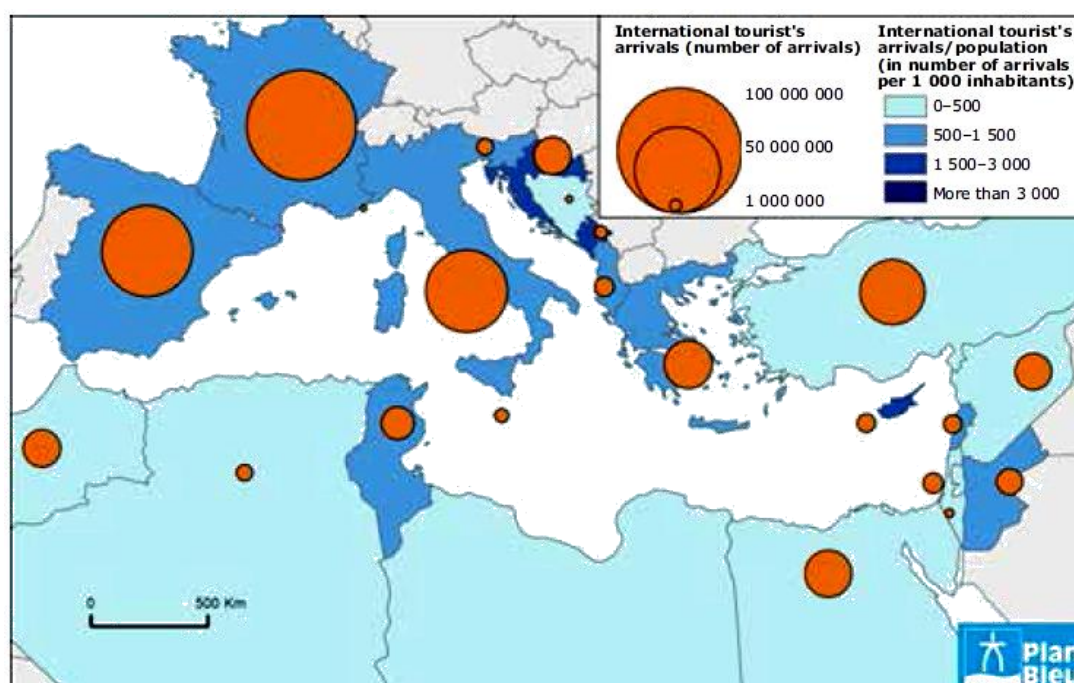 International tourist's
arrivals (number of arrivals)
100 000 000
50 000 000
1 000 000
International tourist's
arrivals/population
(in number of arrivals
per 1 000 inhabitants)
0–500
500–1 500
1 500–3 000
More than 3 000
0 500 Km
Plan
Bleu